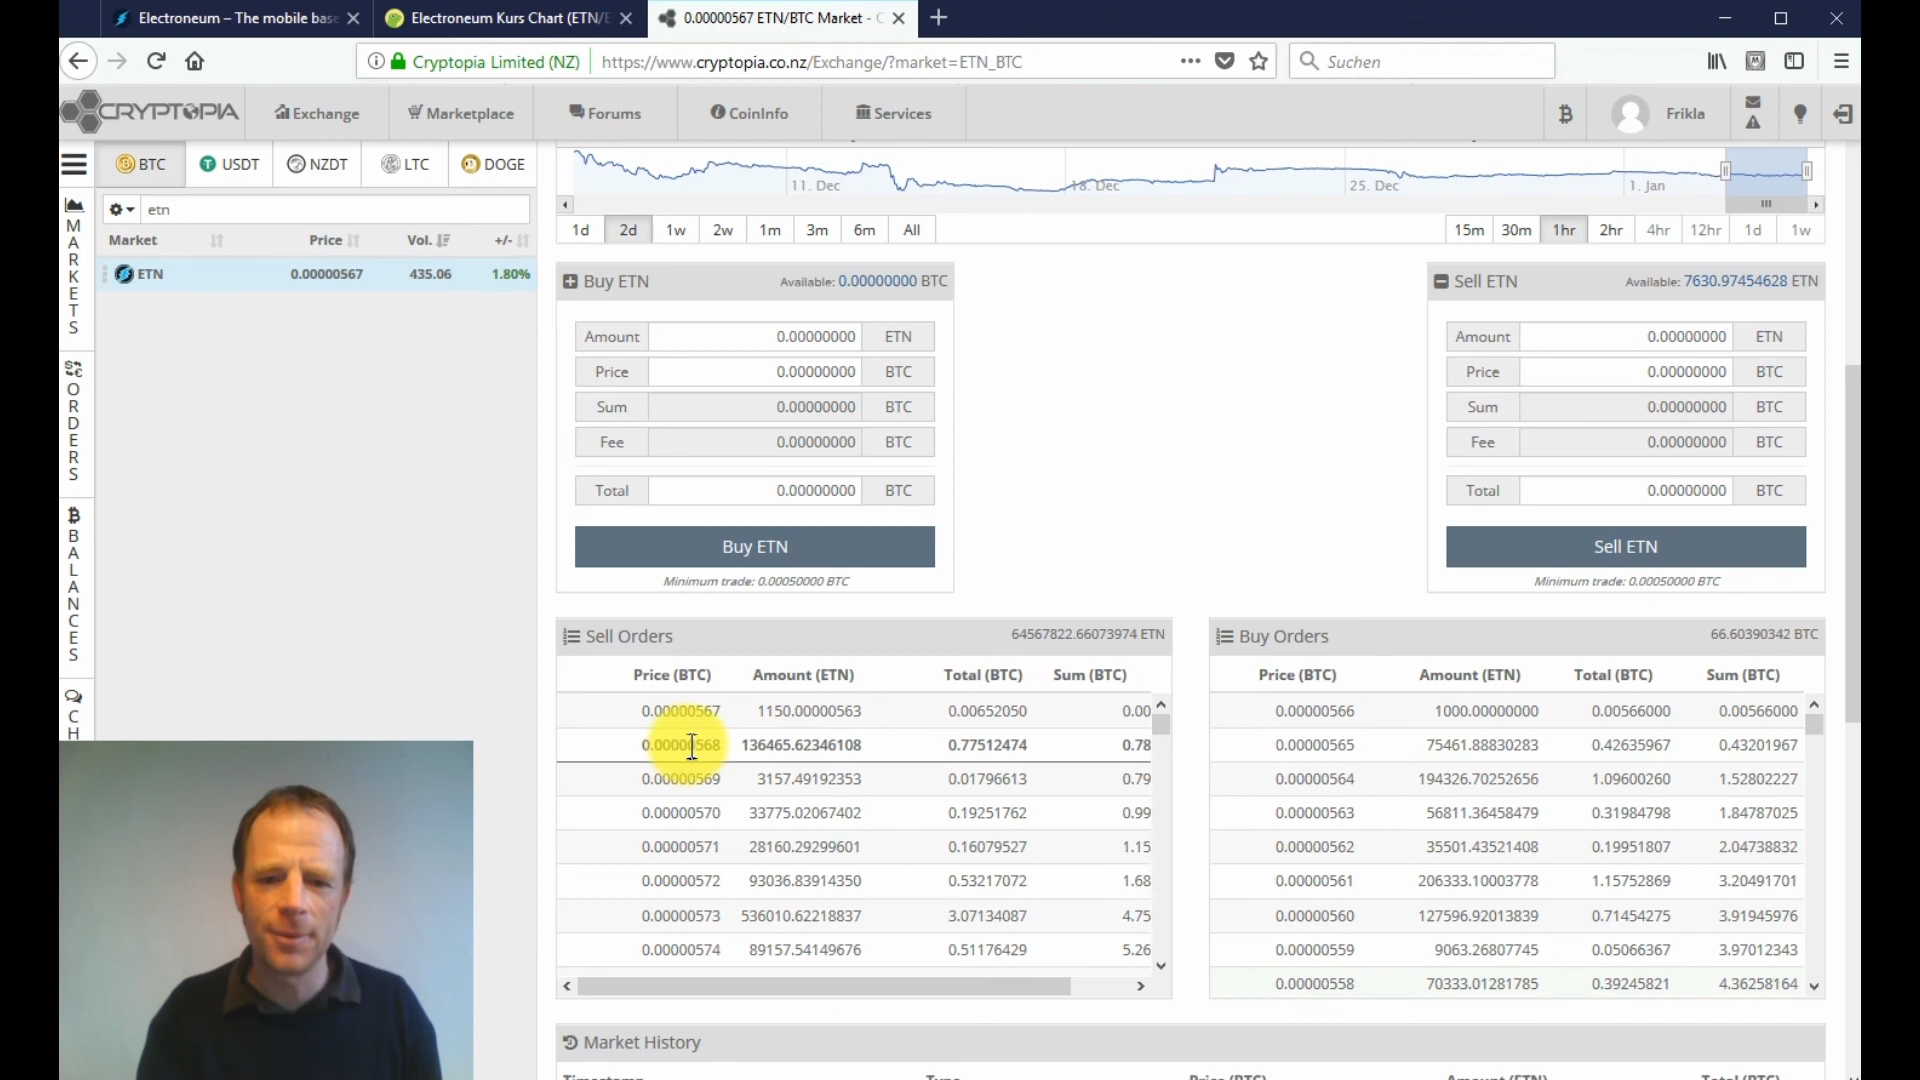 Electroneum – The mobile base
Electroneum Kurs Chart (ETN/E
0.00000567 ETN/BTC Market - C
Cryptopia Limited (NZ)
https://www.cryptopia.co.nz/Exchange/?market=ETN_BTC
Suchen
CRYPTOPIA
Exchange
Marketplace
Forums
CoinInfo
Services
Frikla
BTC
USDT
NZDT
LTC
DOGE
etn
Market Price Vol. +/-
ETN 0.00000567 435.06 1.80%
MARKETS
ORDERS
BALANCES
CH
11. Dec 18. Dec 25. Dec 1. Jan
1d 2d 1w 2w 1m 3m 6m All
15m 30m 1hr 2hr 4hr 12hr 1d 1w
Buy ETN Available: 0.00000000 BTC
Amount 0.00000000 ETN
Price 0.00000000 BTC
Sum 0.00000000 BTC
Fee 0.00000000 BTC
Total 0.00000000 BTC
Buy ETN
Minimum trade: 0.00050000 BTC
Sell ETN Available: 7630.97454628 ETN
Amount 0.00000000 ETN
Price 0.00000000 BTC
Sum 0.00000000 BTC
Fee 0.00000000 BTC
Total 0.00000000 BTC
Sell ETN
Minimum trade: 0.00050000 BTC
Sell Orders 64567822.66073974 ETN
Price (BTC) Amount (ETN) Total (BTC) Sum (BTC)
0.00000567 1150.00000563 0.00652050 0.00
0.00000568 136465.62346108 0.77512474 0.78
0.00000569 3157.49192353 0.01796613 0.79
0.00000570 33775.02067402 0.19251762 0.99
0.00000571 28160.29299601 0.16079527 1.15
0.00000572 93036.83914350 0.53217072 1.68
0.00000573 536010.62218837 3.07134087 4.75
0.00000574 89157.54149676 0.51176429 5.26
Buy Orders 66.60390342 BTC
Price (BTC) Amount (ETN) Total (BTC) Sum (BTC)
0.00000566 1000.00000000 0.00566000 0.00566000
0.00000565 75461.88830283 0.42635967 0.43201967
0.00000564 194326.70252656 1.09600260 1.52802227
0.00000563 56811.36458479 0.31984798 1.84787025
0.00000562 35501.43521408 0.19951807 2.04738832
0.00000561 206333.10003778 1.15752869 3.20491701
0.00000560 127596.92013839 0.71454275 3.91945976
0.00000559 9063.26807745 0.05066367 3.97012343
0.00000558 70333.01281785 0.39245821 4.36258164
Market History
Timestamp Type Price (BTC) Amount (ETN) Total (BTC)